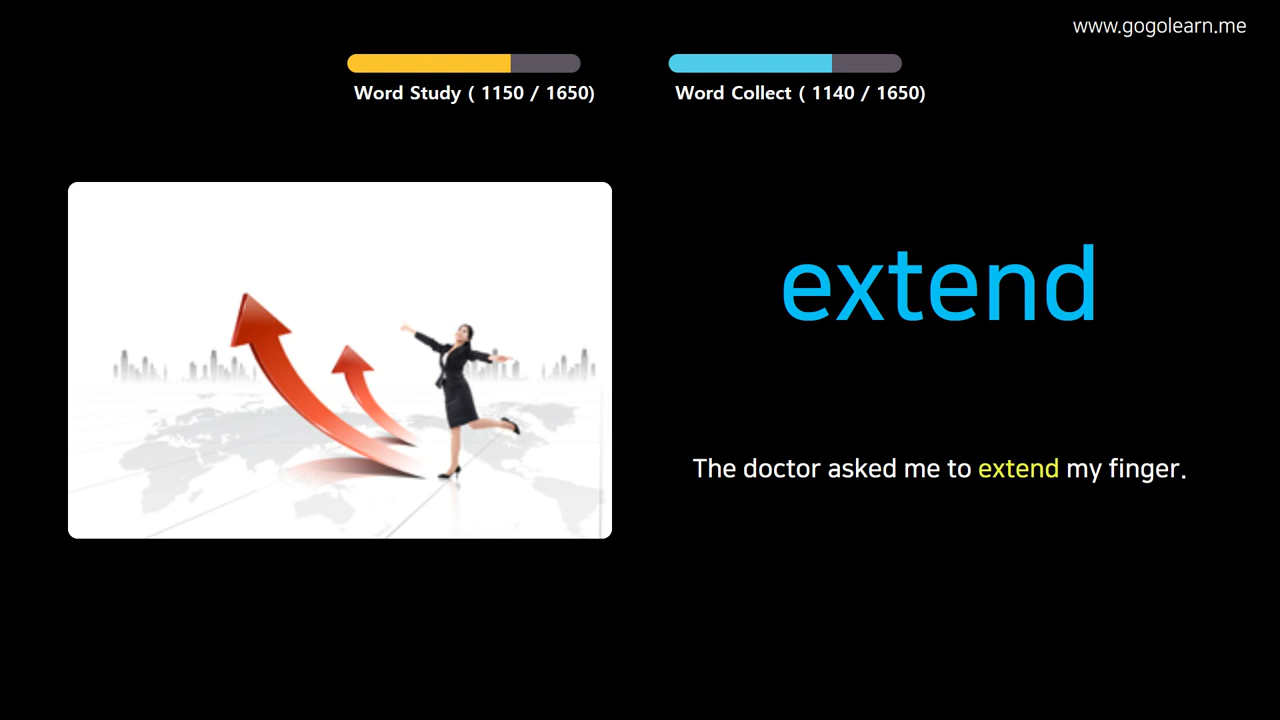 www.gogolearn.me
Word Study ( 1150 / 1650)
Word Collect ( 1140 / 1650)
extend
The doctor asked me to extend my finger.